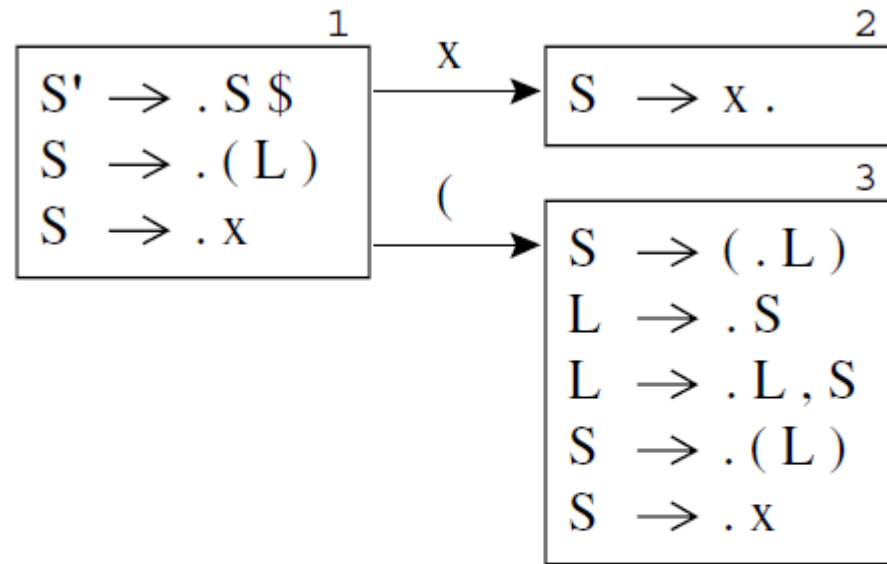 1
S' → . S $
S → . ( L )
S → . x
x
(
2
S → x .
3
S → ( . L )
L → . S
L → . L , S
S → . ( L )
S → . x